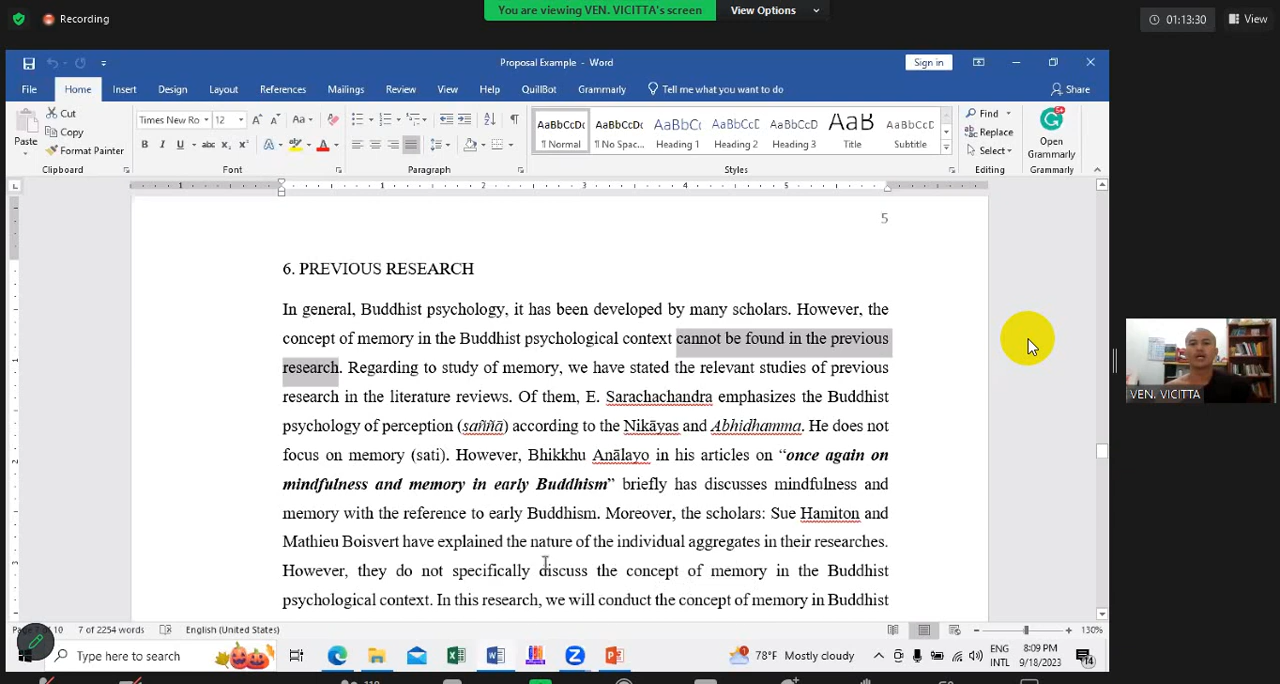 Recording
You are viewing VEN. VICITTA's screen
View Options
01:13:30
View
Proposal Example - Word
Sign in
File Home Insert Design Layout References Mailings Review View Help QuillBot Grammarly Tell me what you want to do Share
Paste
Cut
Copy
Format Painter
Clipboard
Times New Ro 12
Font
Paragraph
AaBbCcDc AaBbCcDc AaBbC AaBbCcD AaBbCcD AaB AaBbCcD
¶ Normal ¶ No Spac... Heading 1 Heading 2 Heading 3 Title Subtitle
Styles
Find
Replace
Select
Editing
Open
Grammarly
Grammarly
5
6. PREVIOUS RESEARCH
In general, Buddhist psychology, it has been developed by many scholars. However, the
concept of memory in the Buddhist psychological context cannot be found in the previous
research. Regarding to study of memory, we have stated the relevant studies of previous
research in the literature reviews. Of them, E. Sarachachandra emphasizes the Buddhist
psychology of perception (saññā) according to the Nikāyas and Abhidhamma. He does not
focus on memory (sati). However, Bhikkhu Anālayo in his articles on “once again on
mindfulness and memory in early Buddhism” briefly has discusses mindfulness and
memory with the reference to early Buddhism. Moreover, the scholars: Sue Hamiton and
Mathieu Boisvert have explained the nature of the individual aggregates in their researches.
However, they do not specifically discuss the concept of memory in the Buddhist
psychological context. In this research, we will conduct the concept of memory in Buddhist
VEN. VICITTA
7 of 2254 words
English (United States)
130%
Type here to search
78°F Mostly cloudy
ENG
INTL
8:09 PM
9/18/2023
14